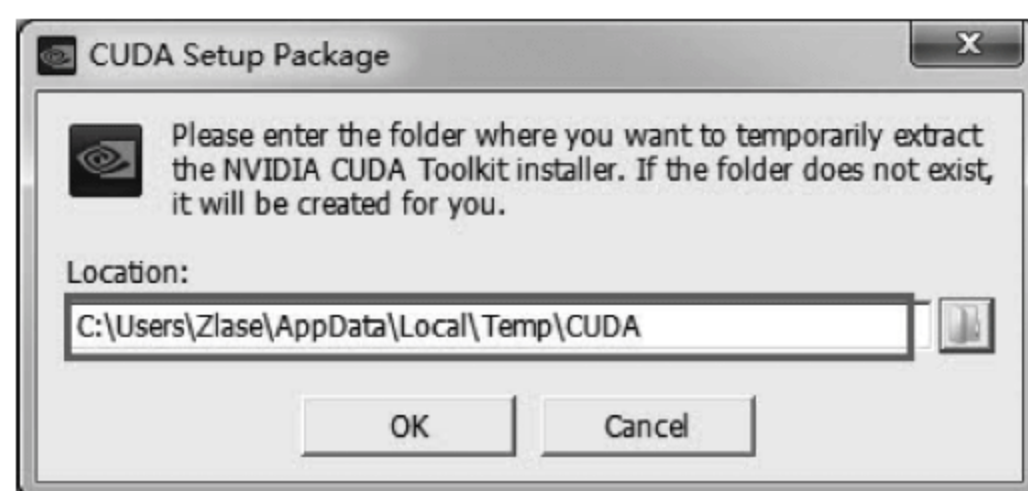 CUDA Setup Package
Please enter the folder where you want to temporarily extract
the NVIDIA CUDA Toolkit installer. If the folder does not exist,
it will be created for you.
Location:
C:\Users\Zlase\AppData\Local\Temp\CUDA
OK
Cancel